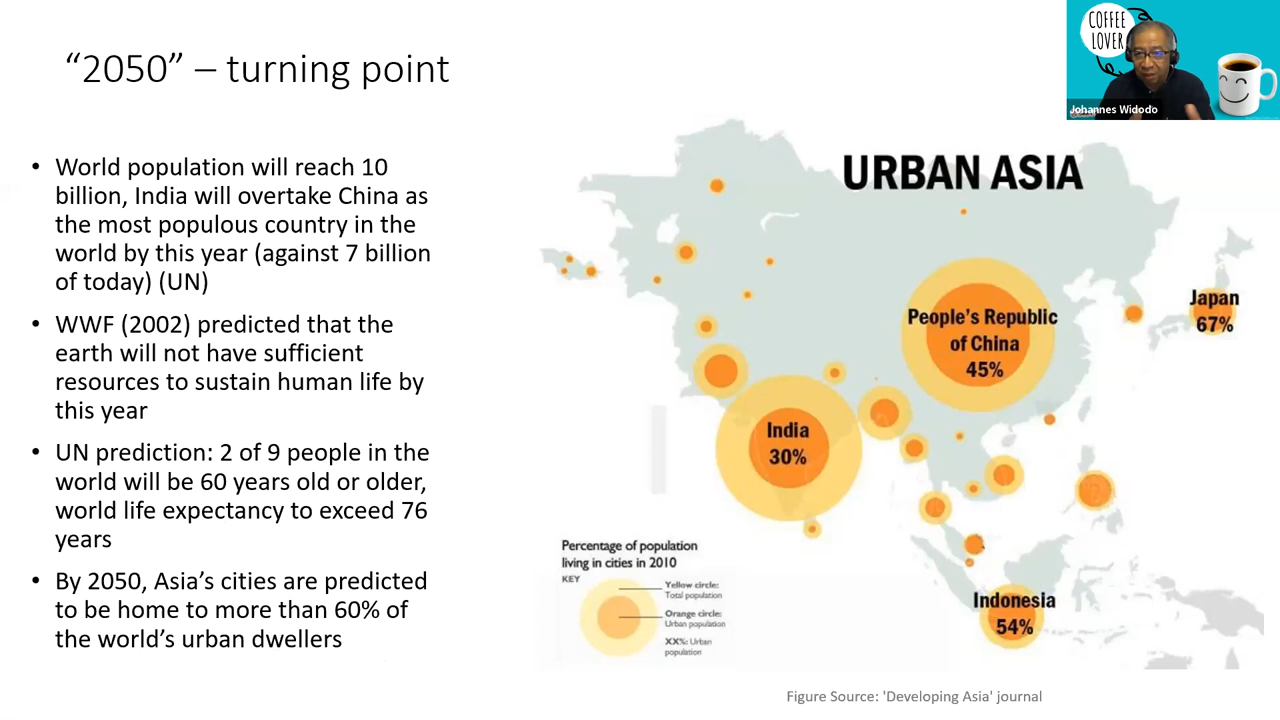 "2050" – turning point
COFFEE
LOVER
Johannes Widodo
• World population will reach 10
billion, India will overtake China as
the most populous country in the
world by this year (against 7 billion
of today) (UN)
• WWF (2002) predicted that the
earth will not have sufficient
resources to sustain human life by
this year
• UN prediction: 2 of 9 people in the
world will be 60 years old or older,
world life expectancy to exceed 76
years
• By 2050, Asia's cities are predicted
to be home to more than 60% of
the world's urban dwellers
URBAN ASIA
Japan
67%
People's Republic
of China
45%
India
30%
Indonesia
54%
Percentage of population
living in cities in 2010
KEY
Yellow circle:
Total population
Orange circle:
Urban population
XX%: Urban
population
Figure Source: 'Developing Asia' journal